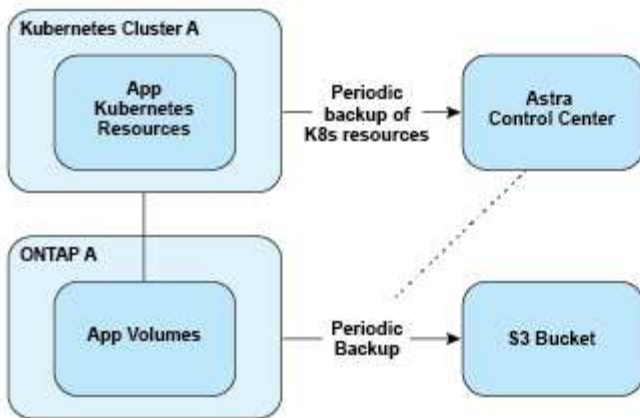 Kubernetes Cluster A
App
Kubernetes
Resources
Periodic
backup of
K8s resources
Astra
Control Center
ONTAP A
App Volumes
Periodic
Backup
S3 Bucket